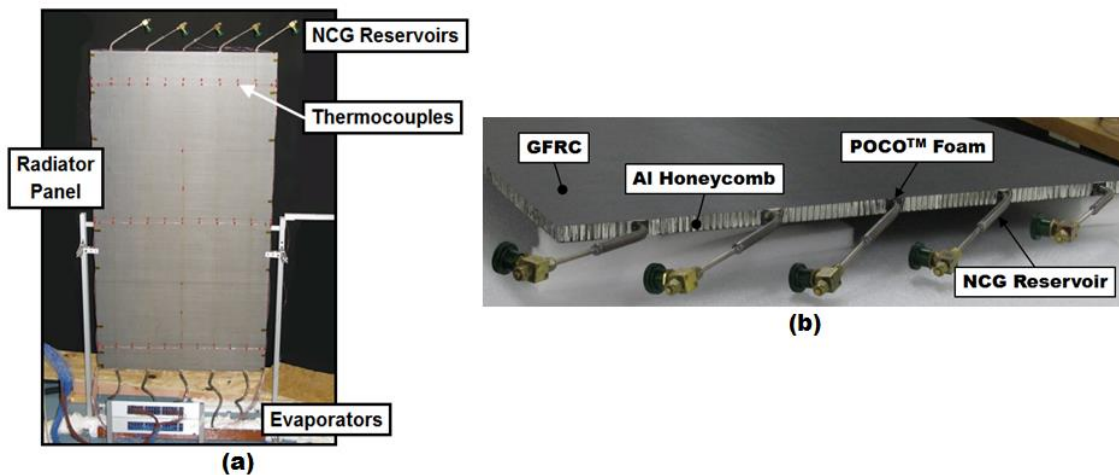 NCG Reservoirs
Thermocouples
Radiator
Panel
Evaporators
(a)
GFRC
Al Honeycomb
POCO™ Foam
NCG Reservoir
(b)